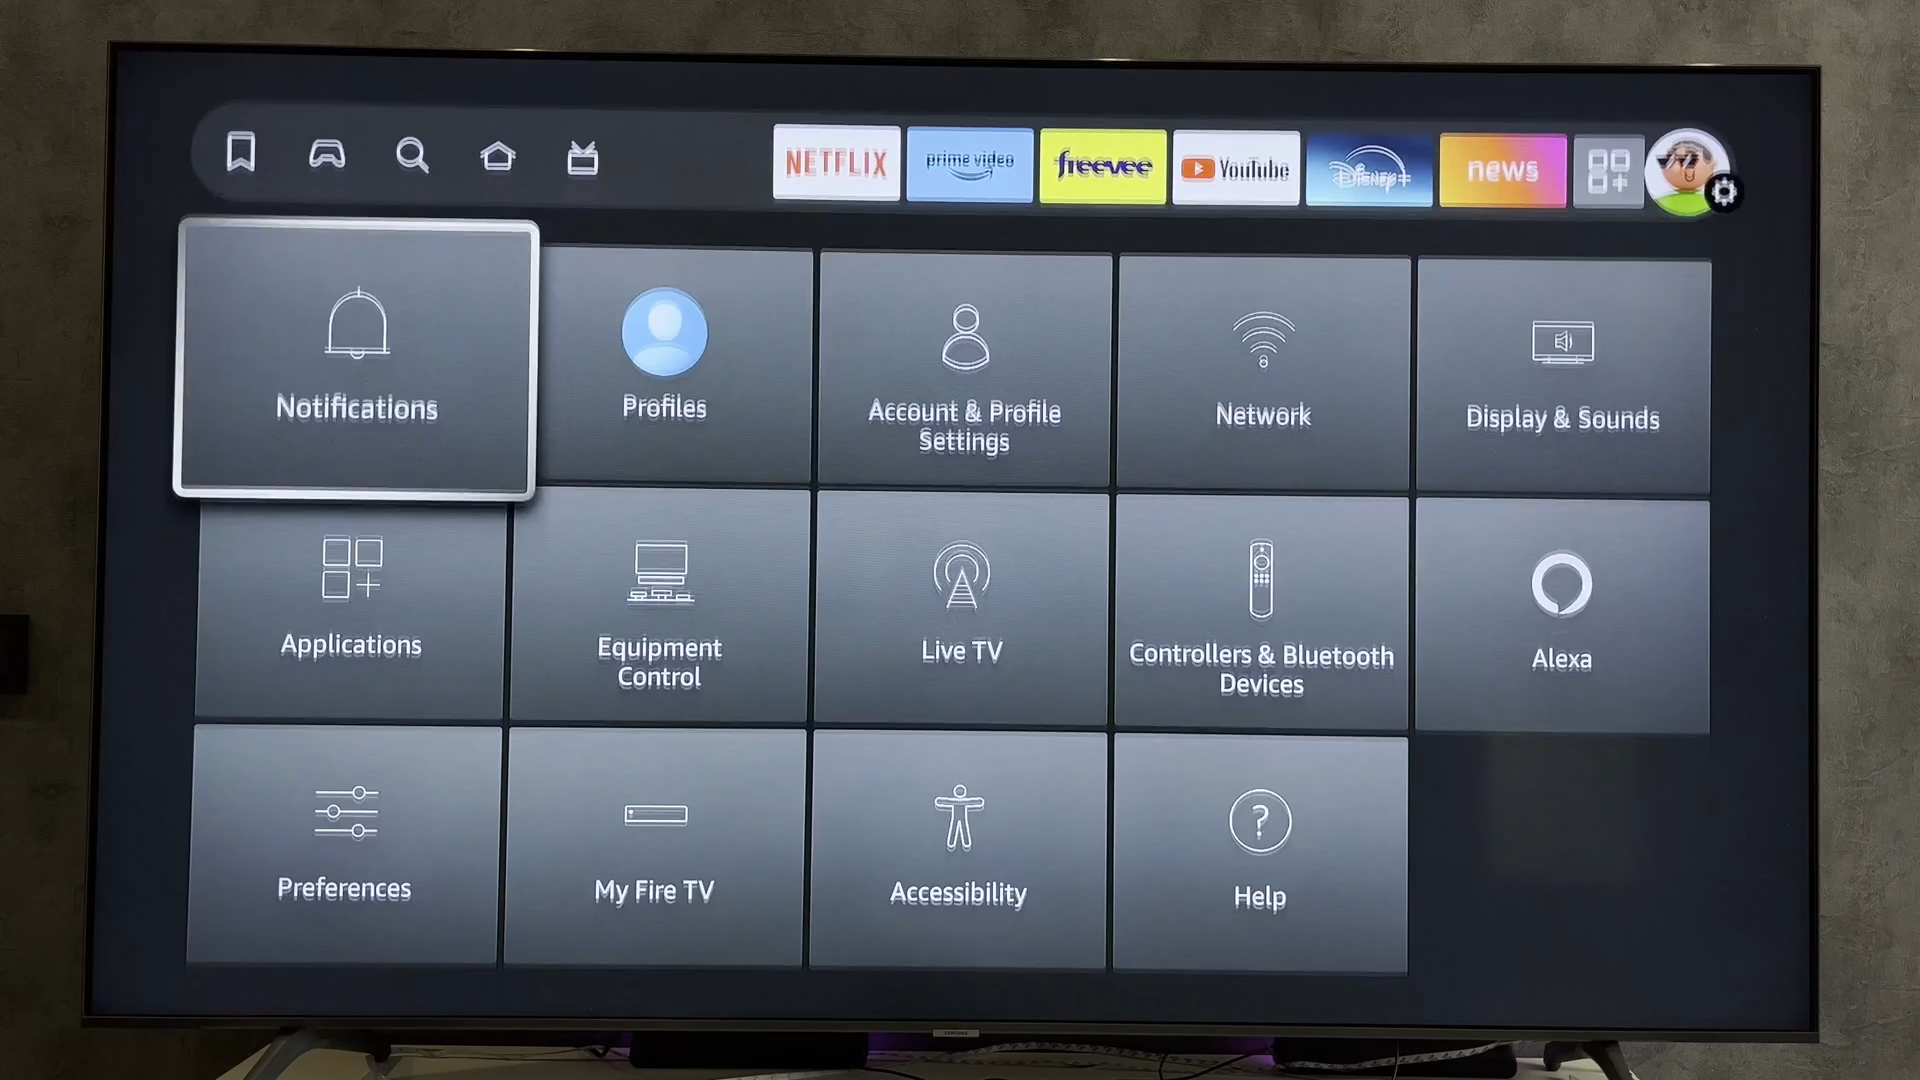 NETFLIX
prime video
freevee
YouTube
Disney+
news
Notifications
Profiles
Account & Profile
Settings
Network
Display & Sounds
Applications
Equipment
Control
Live TV
Controllers & Bluetooth
Devices
Alexa
Preferences
My Fire TV
Accessibility
Help
SAMSUNG